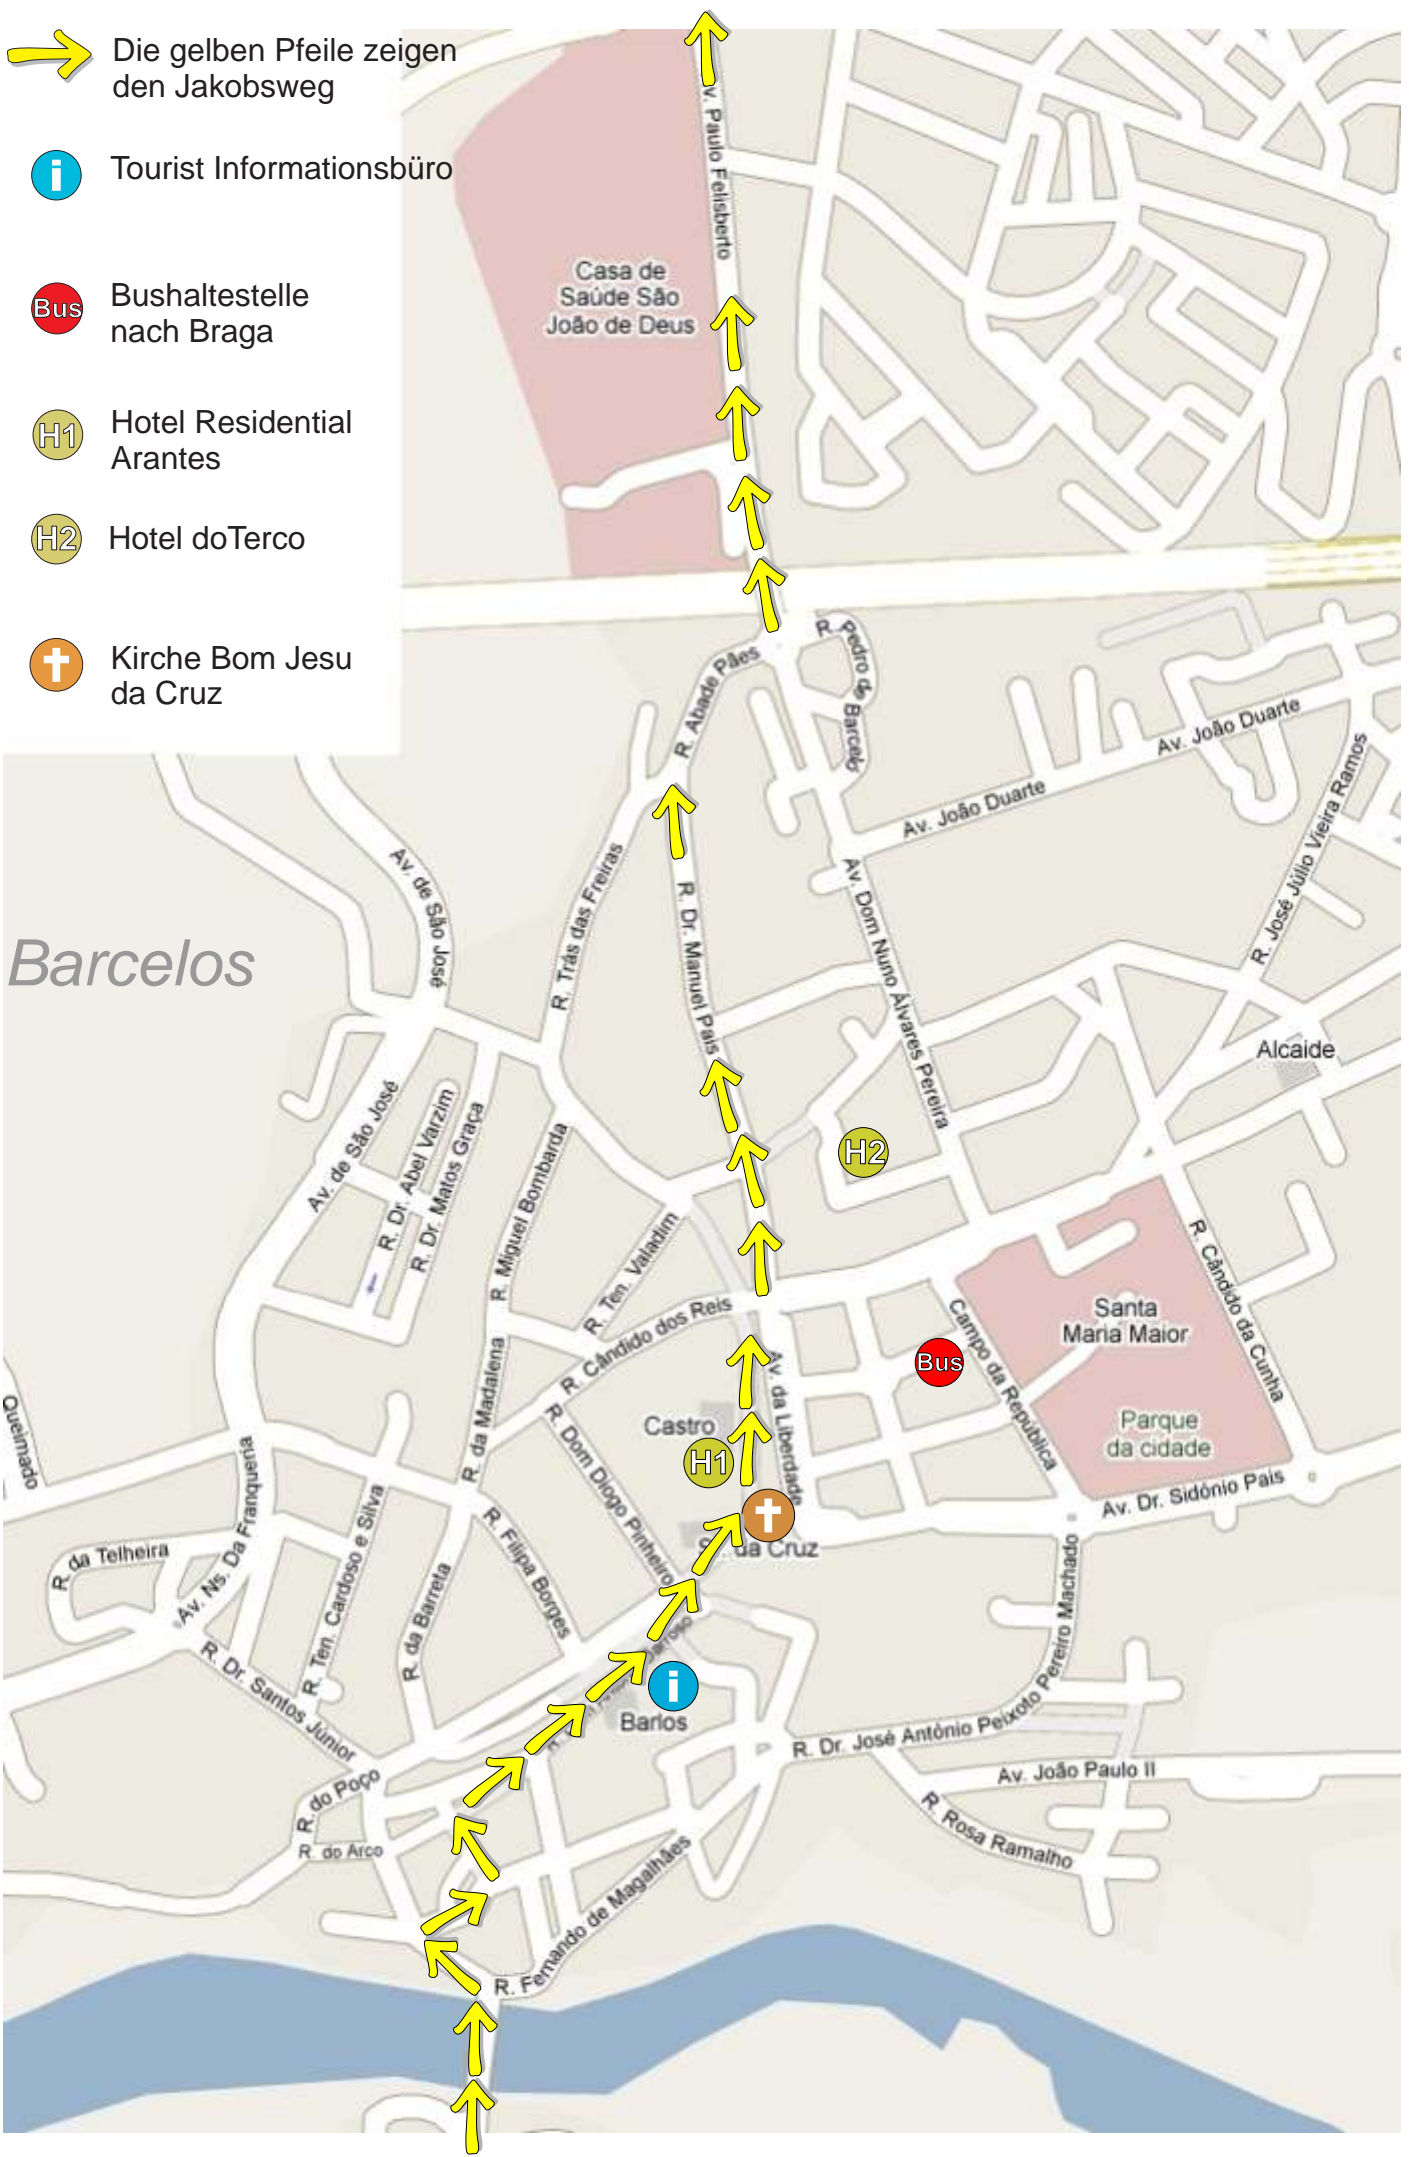 Die gelben Pfeile zeigen
den Jakobsweg
i
Tourist Informationsbüro
Bus
Bushaltestelle
nach Braga
H1
Hotel Residential
Arantes
H2
Hotel doTerco
Kirche Bom Jesu
da Cruz
Barcelos
v. Paulo Felisberto
Casa de
Saúde São
João de Deus
R. Pedro de Barcelo
R. Abade Pães
Av. João Duarte
Av. João Duarte
R. José Júlio Vieira Ramos
Av. de São José
R. Trás das Freiras
R. Dr. Manuel Pais
Av. Dom Nuno Álvares Pereira
Alcaide
Av. de São José
R. Dr. Abel Varzim
R. Dr. Matos Graça
R. Miguel Bombarda
H2
R. Ten. Valadim
R. Cândido dos Reis
R. Cândido da Cunha
Santa
Maria Maior
Campo da República
Bus
Av. da Liberdade
Parque
da cidade
Queimado
R. da Madalena
Castro
H1
R. Dom Diogo Pinheiro
Av. Dr. Sidónio Pais
Av. Ns. Da Franqueria
R. Ten. Cardoso e Silva
R. Filipa Borges
da Cruz
R. da Telheira
R. da Barreta
R. Dr. Santos Júnior
Barroso
i
Barlos
R. Dr. José António Peixoto Pereiro Machado
Av. João Paulo II
R. do Poço
R. do Arco
R. Rosa Ramalho
R. Fernando de Magalhães